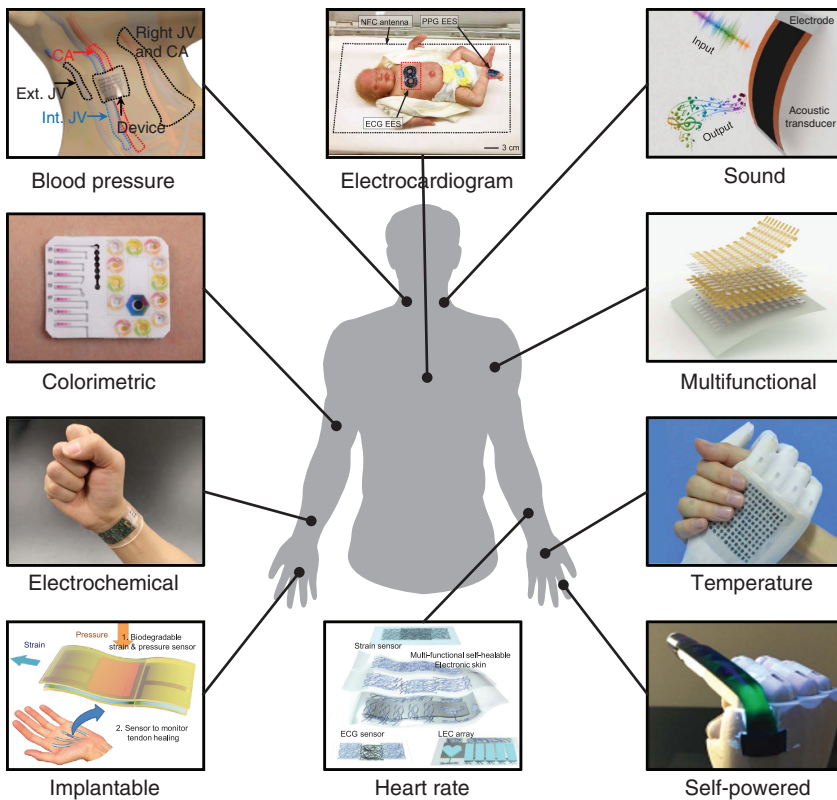 Right JV
and CA
CA
Ext. JV
Int. JV
Device
Blood pressure
NFC antenna
PPG EES
ECG EES
3 cm
Electrocardiogram
Input
Electrode
Output
Acoustic
transducer
Sound
Colorimetric
Multifunctional
Electrochemical
Temperature
Strain
Pressure
1. Biodegradable
strain & pressure sensor
2. Sensor to monitor
tendon healing
Implantable
Strain sensor
Multi-functional self-healable
Electronic skin
ECG sensor
LEC array
Heart rate
Self-powered